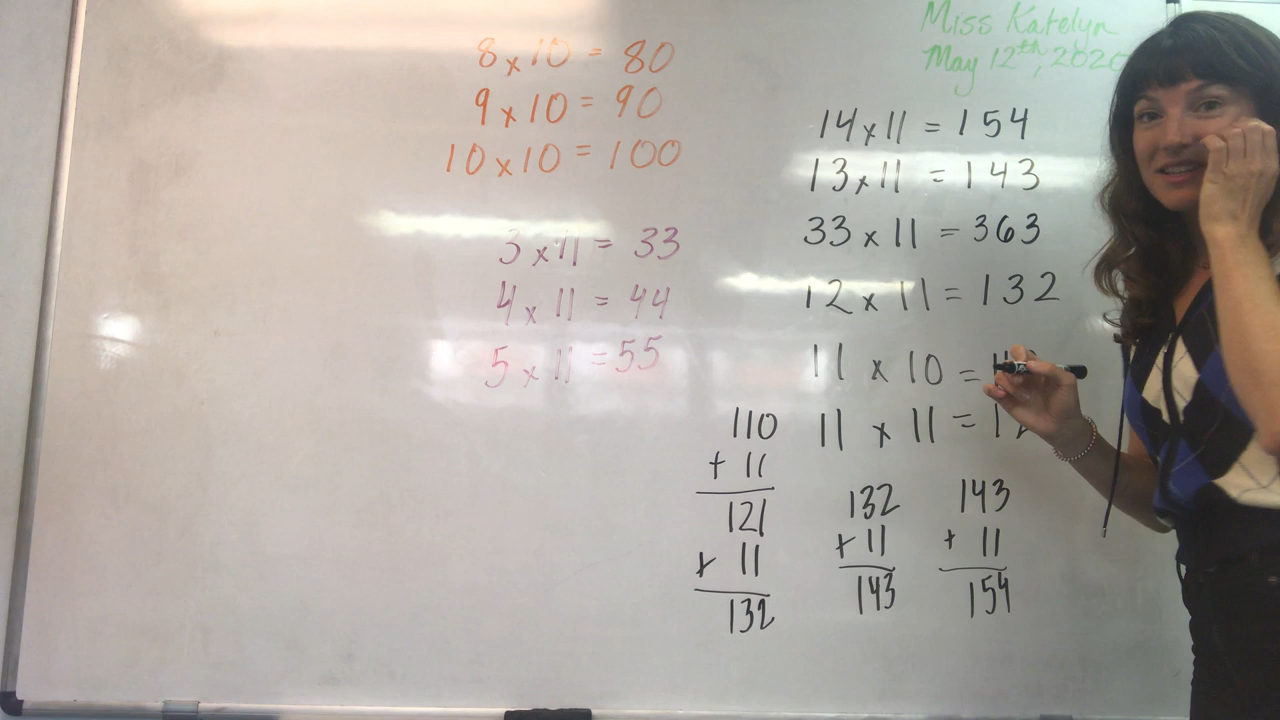 Miss Katelyn
May 12th, 2020
8 x 10 = 80
9 x 10 = 90
10 x 10 = 100
3 x 11 = 33
4 x 11 = 44
5 x 11 = 55
14 x 11 = 154
13 x 11 = 143
33 x 11 = 363
12 x 11 = 132
11 x 10 =
11 x 11 =
110
+ 11
121
+ 11
132
132
+ 11
143
143
+ 11
154